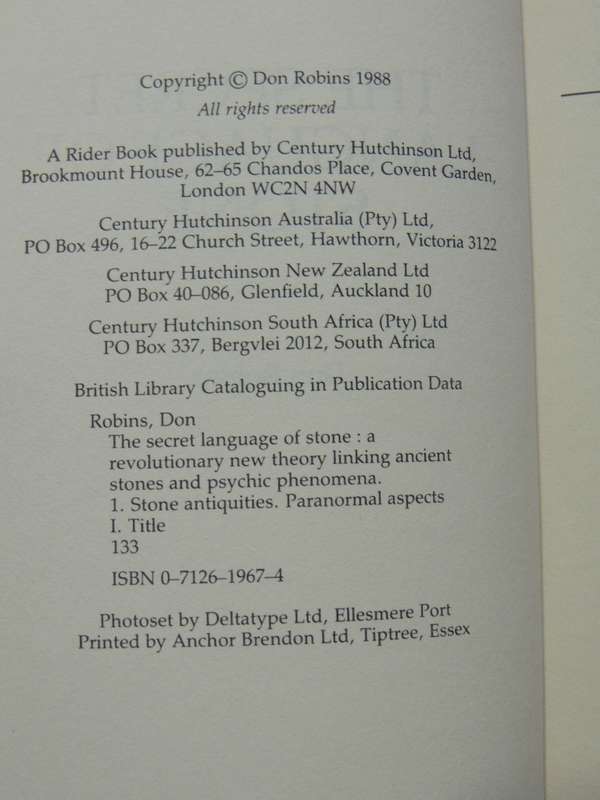 Copyright © Don Robins 1988
All rights reserved
A Rider Book published by Century Hutchinson Ltd,
Brookmount House, 62–65 Chandos Place, Covent Garden,
London WC2N 4NW
Century Hutchinson Australia (Pty) Ltd,
PO Box 496, 16–22 Church Street, Hawthorn, Victoria 3122
Century Hutchinson New Zealand Ltd
PO Box 40–086, Glenfield, Auckland 10
Century Hutchinson South Africa (Pty) Ltd
PO Box 337, Bergvlei 2012, South Africa
British Library Cataloguing in Publication Data
Robins, Don
The secret language of stone : a
revolutionary new theory linking ancient
stones and psychic phenomena.
1. Stone antiquities. Paranormal aspects
I. Title
133
ISBN 0–7126–1967–4
Photoset by Deltatype Ltd, Ellesmere Port
Printed by Anchor Brendon Ltd, Tiptree, Essex